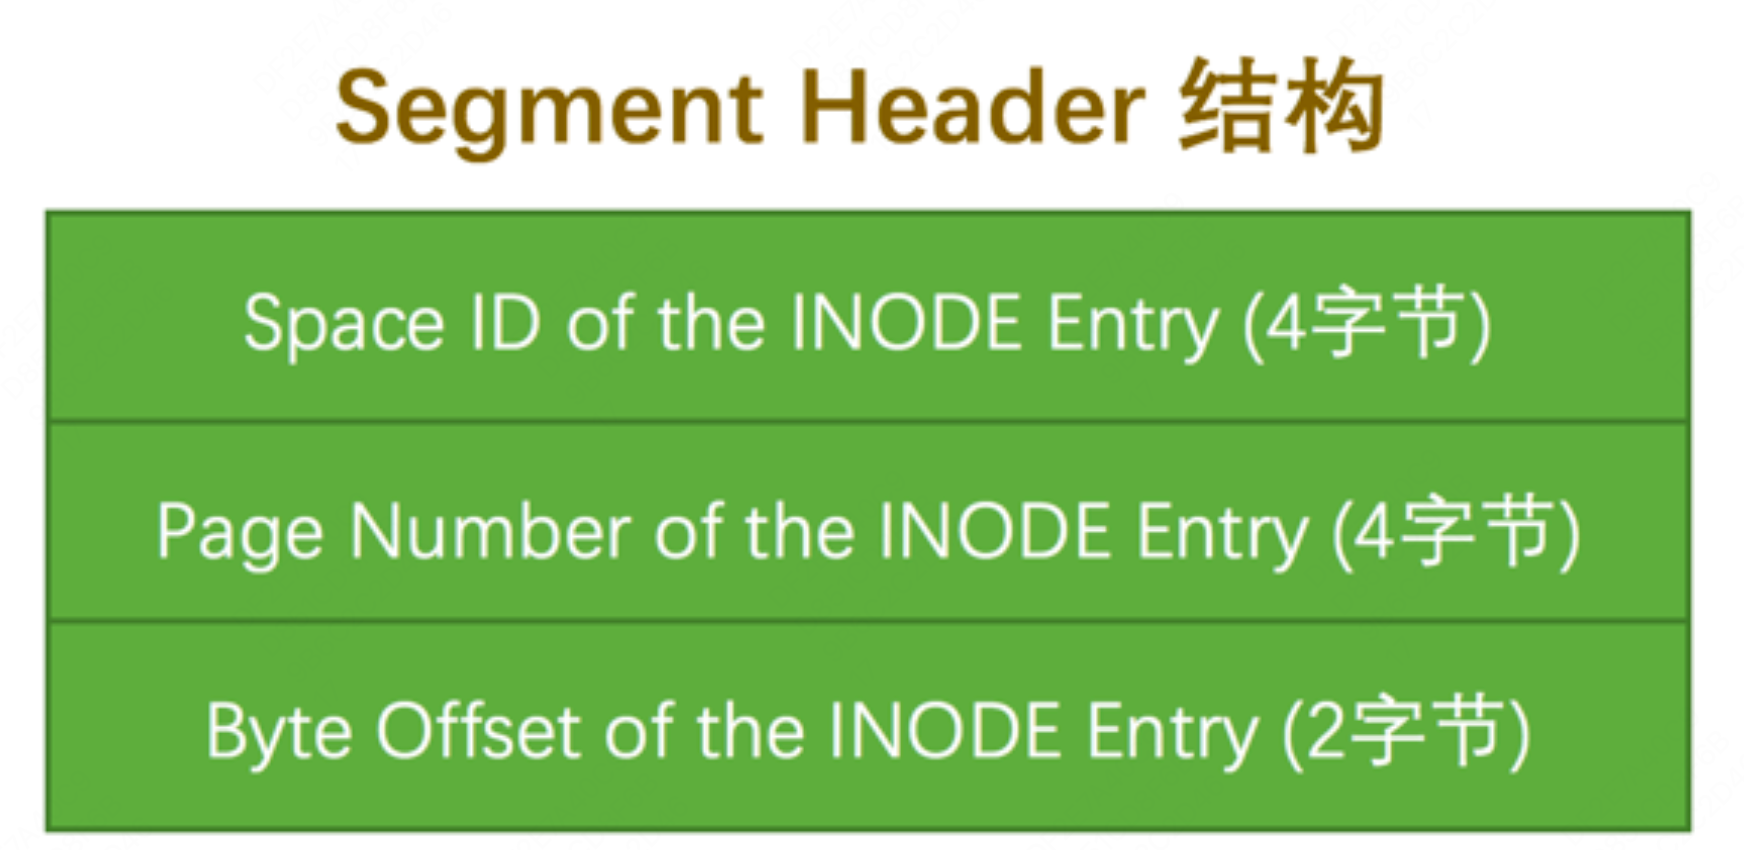 Segment Header 结构
Space ID of the INODE Entry (4字节)
Page Number of the INODE Entry (4字节)
Byte Offset of the INODE Entry (2字节)